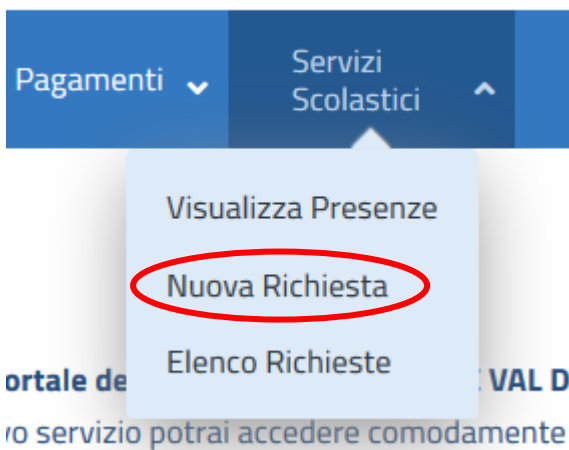 Pagamenti
Servizi
Scolastici
Visualizza Presenze
Nuova Richiesta
Elenco Richieste
ortale de VAL D
vo servizio potrai accedere comodamente